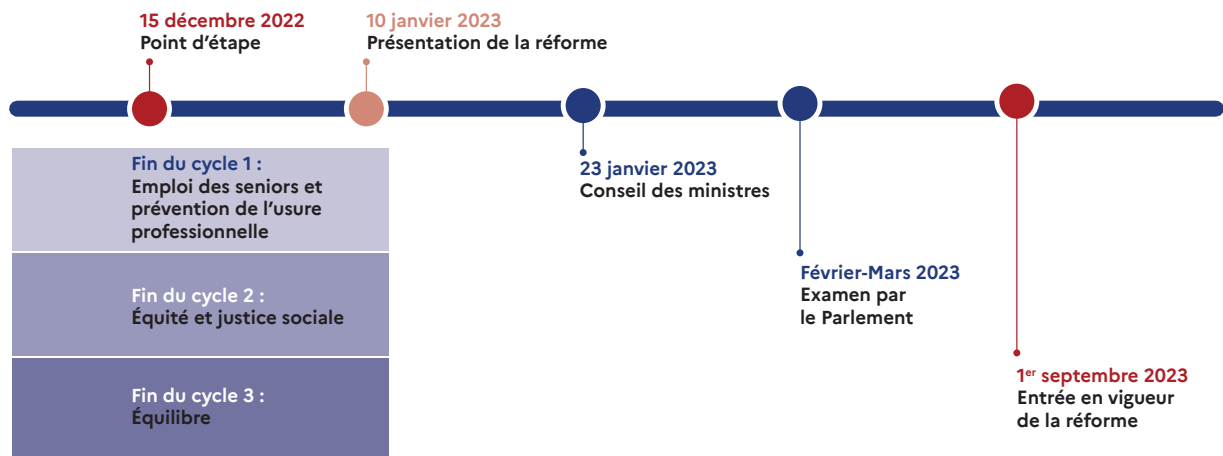 15 décembre 2022
Point d’étape
10 janvier 2023
Présentation de la réforme
Fin du cycle 1 :
Emploi des seniors et
prévention de l’usure
professionnelle
Fin du cycle 2 :
Équité et justice sociale
Fin du cycle 3 :
Équilibre
23 janvier 2023
Conseil des ministres
Février-Mars 2023
Examen par
le Parlement
1er septembre 2023
Entrée en vigueur
de la réforme